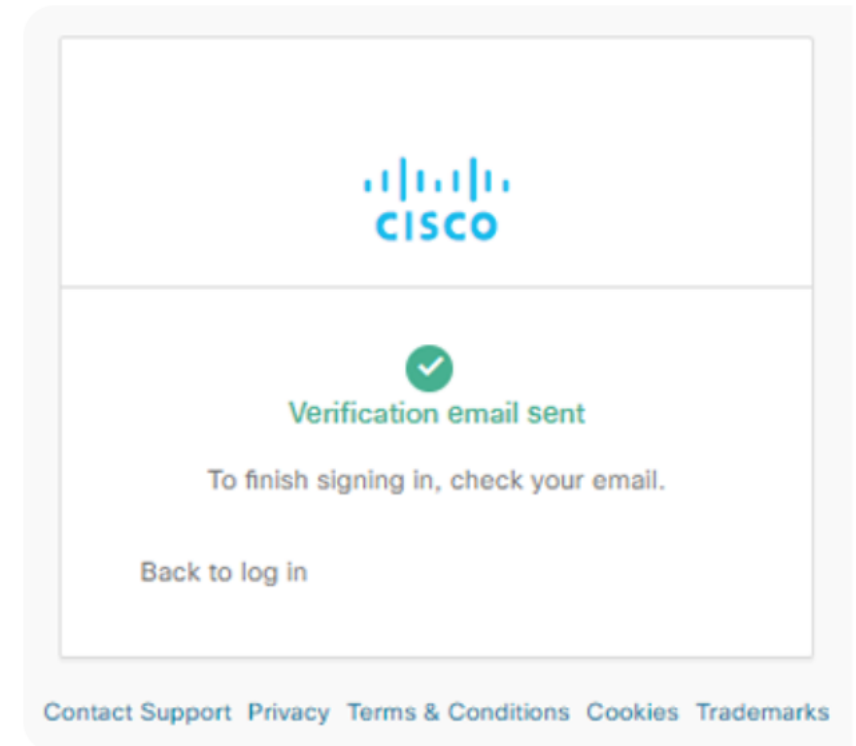 CISCO
Verification email sent
To finish signing in, check your email.
Back to log in
Contact Support Privacy Terms & Conditions Cookies Trademarks